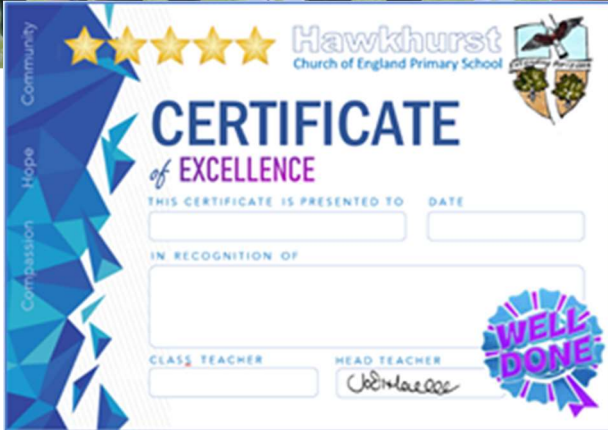 Community
Hope
Compassion
Hawkhurst
Church of England Primary School
CERTIFICATE
of EXCELLENCE
THIS CERTIFICATE IS PRESENTED TO DATE
IN RECOGNITION OF
WELL
DONE
CLASS TEACHER HEAD TEACHER